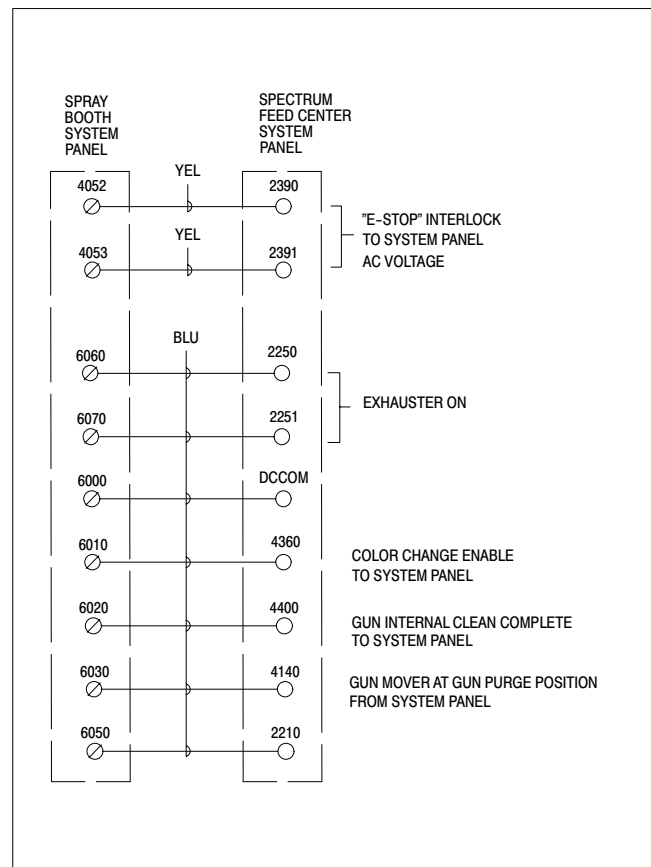 SPRAY
BOOTH
SYSTEM
PANEL
SPECTRUM
FEED CENTER
SYSTEM
PANEL
4052 YEL 2390
"E-STOP" INTERLOCK
TO SYSTEM PANEL
AC VOLTAGE
4053 YEL 2391
BLU
6060 2250
EXHAUSTER ON
6070 2251
6000 DCCOM
6010 4360
COLOR CHANGE ENABLE
TO SYSTEM PANEL
6020 4400
GUN INTERNAL CLEAN COMPLETE
TO SYSTEM PANEL
6030 4140
GUN MOVER AT GUN PURGE POSITION
FROM SYSTEM PANEL
6050 2210